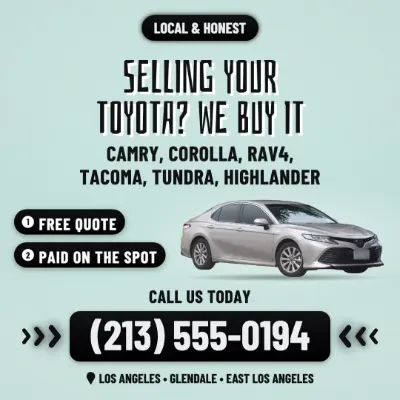 LOCAL & HONEST
SELLING YOUR
TOYOTA? WE BUY IT
CAMRY, COROLLA, RAV4,
TACOMA, TUNDRA, HIGHLANDER
1 FREE QUOTE
2 PAID ON THE SPOT
CALL US TODAY
(213) 555-0194
LOS ANGELES • GLENDALE • EAST LOS ANGELES